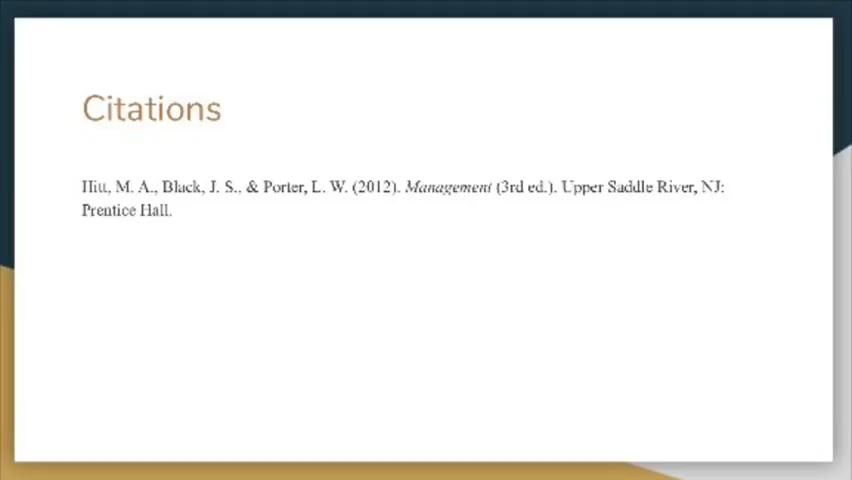 Citations
Hitt, M. A., Black, J. S., & Porter, L. W. (2012). Management (3rd ed.). Upper Saddle River, NJ:
Prentice Hall.